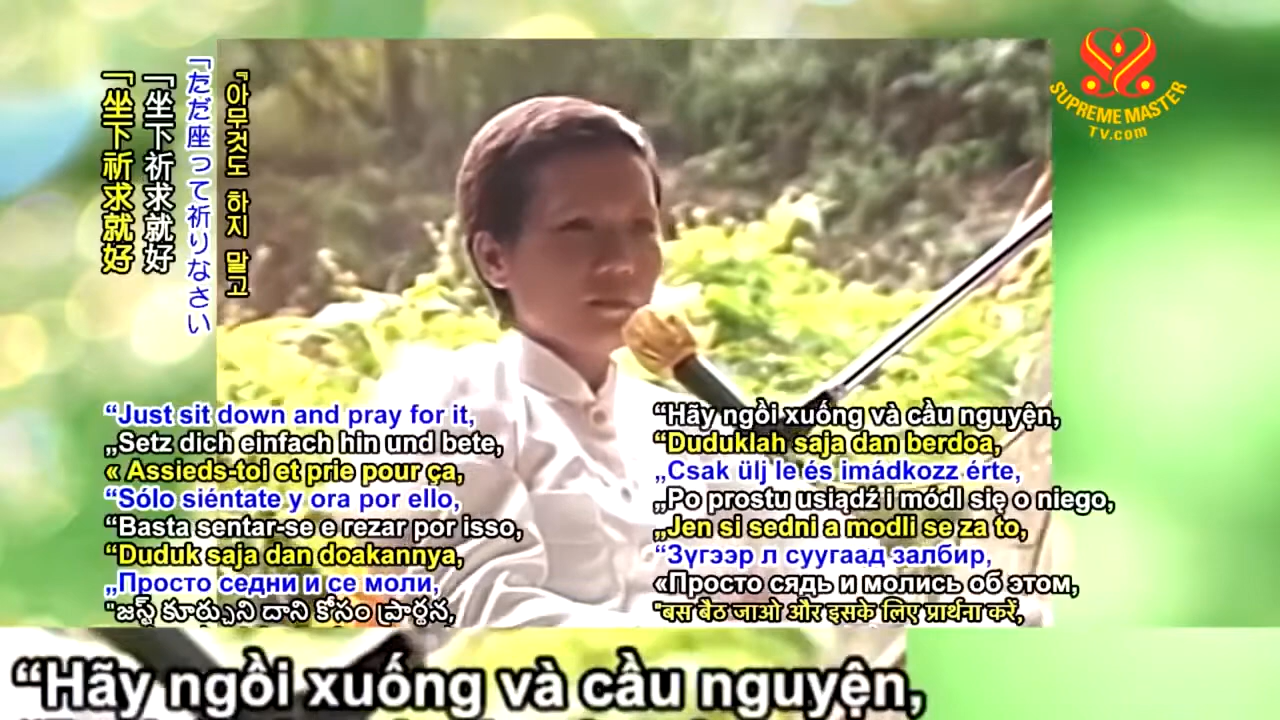 「坐下祈求就好
「坐下祈求就好
「ただ座って祈りなさい
『아무것도 하지 말고
SUPREME MASTER
TV.com
“Just sit down and pray for it,
„Setz dich einfach hin und bete,
« Assieds-toi et prie pour ça,
“Sólo siéntate y ora por ello,
“Basta sentar-se e rezar por isso,
“Duduk saja dan doakannya,
„Просто седни и се моли,
"జస్ట్ కూర్చుని దాని కోసం ప్రార్థన,
“Hãy ngồi xuống và cầu nguyện,
“Duduklah saja dan berdoa,
„Csak ülj le és imádkozz érte,
„Po prostu usiądź i módl się o niego,
„Jen si sedni a modli se za to,
“Зүгээр л суугаад залбир,
«Просто сядь и молись об этом,
"बस बैठ जाओ और इसके लिए प्रार्थना करें,
“Hãy ngồi xuống và cầu nguyện,